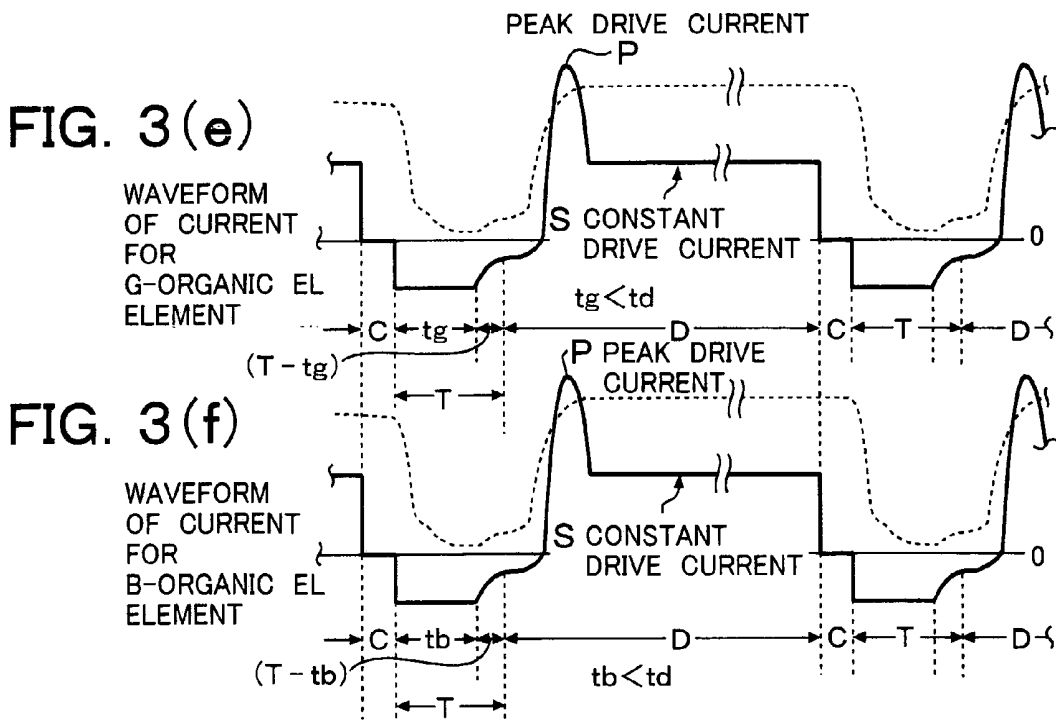 PEAK DRIVE CURRENT
P
FIG. 3(e)
WAVEFORM
OF CURRENT
FOR
G-ORGANIC EL
ELEMENT
S CONSTANT
DRIVE CURRENT
0
tg<td
C tg D C T D
(T-tg)
T
P PEAK DRIVE
CURRENT
FIG. 3(f)
WAVEFORM
OF CURRENT
FOR
B-ORGANIC EL
ELEMENT
S CONSTANT
DRIVE CURRENT
0
C tb D C T D
(T-tb)
tb<td
T